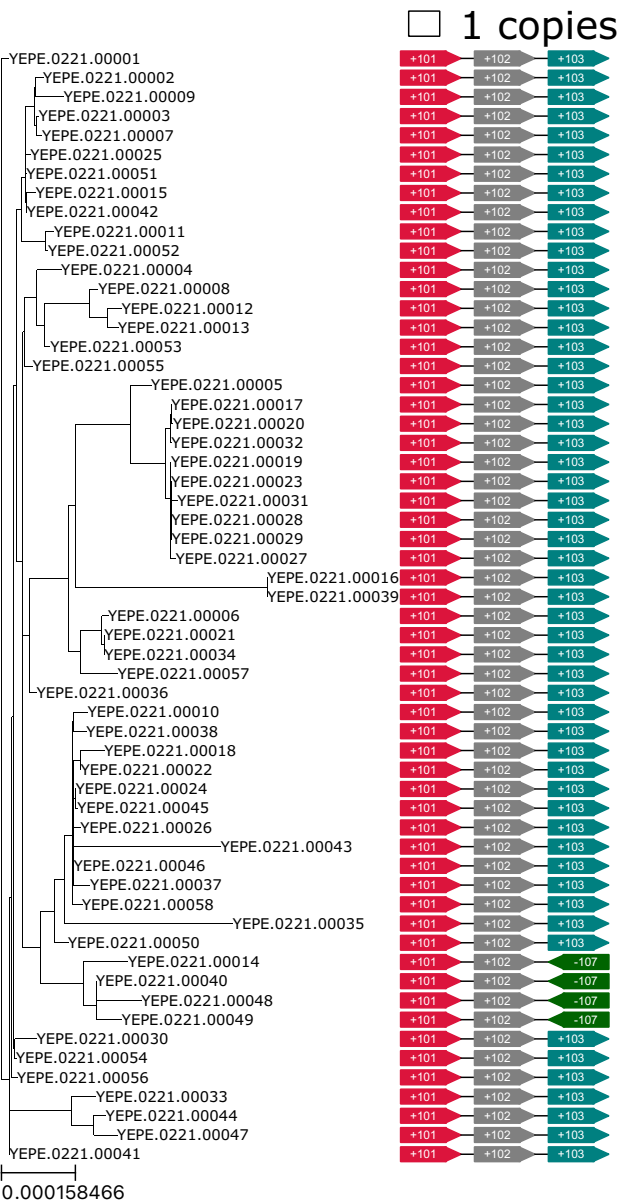 1 copies
YEPE.0221.00001 +101 +102 +103
YEPE.0221.00002 +101 +102 +103
YEPE.0221.00009 +101 +102 +103
YEPE.0221.00003 +101 +102 +103
YEPE.0221.00007 +101 +102 +103
YEPE.0221.00025 +101 +102 +103
YEPE.0221.00051 +101 +102 +103
YEPE.0221.00015 +101 +102 +103
YEPE.0221.00042 +101 +102 +103
YEPE.0221.00011 +101 +102 +103
YEPE.0221.00052 +101 +102 +103
YEPE.0221.00004 +101 +102 +103
YEPE.0221.00008 +101 +102 +103
YEPE.0221.00012 +101 +102 +103
YEPE.0221.00013 +101 +102 +103
YEPE.0221.00053 +101 +102 +103
YEPE.0221.00055 +101 +102 +103
YEPE.0221.00005 +101 +102 +103
YEPE.0221.00017 +101 +102 +103
YEPE.0221.00020 +101 +102 +103
YEPE.0221.00032 +101 +102 +103
YEPE.0221.00019 +101 +102 +103
YEPE.0221.00023 +101 +102 +103
YEPE.0221.00031 +101 +102 +103
YEPE.0221.00028 +101 +102 +103
YEPE.0221.00029 +101 +102 +103
YEPE.0221.00027 +101 +102 +103
YEPE.0221.00016 +101 +102 +103
YEPE.0221.00039 +101 +102 +103
YEPE.0221.00006 +101 +102 +103
YEPE.0221.00021 +101 +102 +103
YEPE.0221.00034 +101 +102 +103
YEPE.0221.00057 +101 +102 +103
YEPE.0221.00036 +101 +102 +103
YEPE.0221.00010 +101 +102 +103
YEPE.0221.00038 +101 +102 +103
YEPE.0221.00018 +101 +102 +103
YEPE.0221.00022 +101 +102 +103
YEPE.0221.00024 +101 +102 +103
YEPE.0221.00045 +101 +102 +103
YEPE.0221.00026 +101 +102 +103
YEPE.0221.00043 +101 +102 +103
YEPE.0221.00046 +101 +102 +103
YEPE.0221.00037 +101 +102 +103
YEPE.0221.00058 +101 +102 +103
YEPE.0221.00035 +101 +102 +103
YEPE.0221.00050 +101 +102 +103
YEPE.0221.00014 +101 +102 -107
YEPE.0221.00040 +101 +102 -107
YEPE.0221.00048 +101 +102 -107
YEPE.0221.00049 +101 +102 -107
YEPE.0221.00030 +101 +102 +103
YEPE.0221.00054 +101 +102 +103
YEPE.0221.00056 +101 +102 +103
YEPE.0221.00033 +101 +102 +103
YEPE.0221.00044 +101 +102 +103
YEPE.0221.00047 +101 +102 +103
YEPE.0221.00041 +101 +102 +103
0.000158466